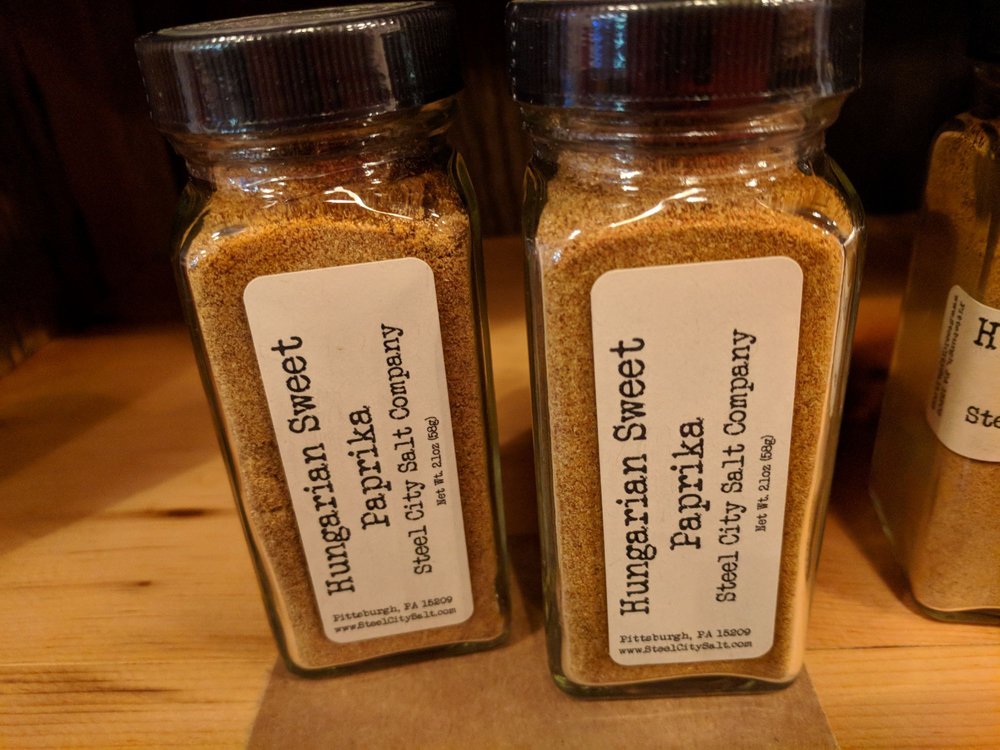 Hungarian Sweet
Paprika
Steel City Salt Company
Net Wt. 2.1oz (58g)
Pittsburgh, PA 15209
www.SteelCitySalt.com
Hungarian Sweet
Paprika
Steel City Salt Company
Net Wt. 2.1oz (58g)
Pittsburgh, PA 15209
www.SteelCitySalt.com
H
Ste